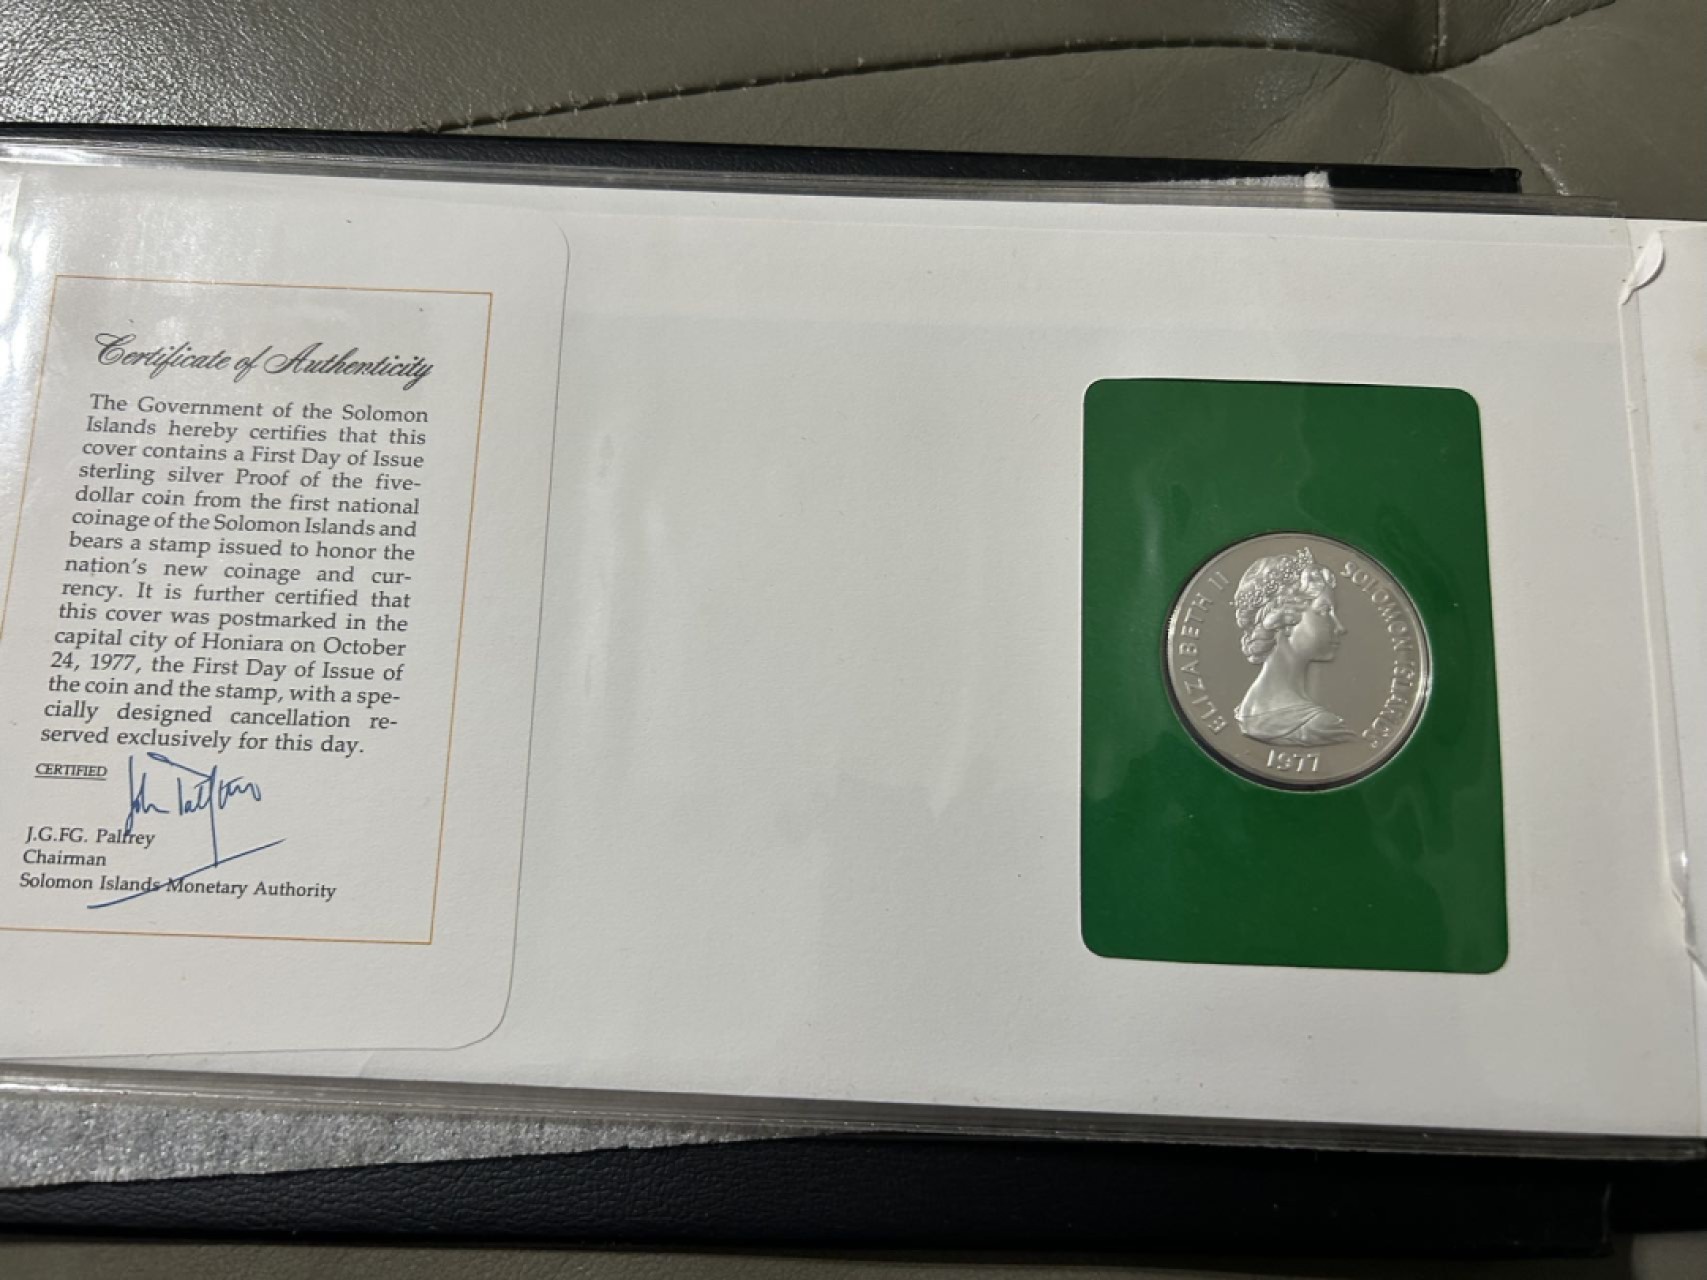 Certificate of Authenticity
The Government of the Solomon
Islands hereby certifies that this
cover contains a First Day of Issue
sterling silver Proof of the five-
dollar coin from the first national
coinage of the Solomon Islands and
bears a stamp issued to honor the
nation's new coinage and cur-
rency. It is further certified that
this cover was postmarked in the
capital city of Honiara on October
24, 1977, the First Day of Issue of
the coin and the stamp, with a spe-
cially designed cancellation re-
served exclusively for this day.
CERTIFIED
John Palfrey
J.G.FG. Palfrey
Chairman
Solomon Islands Monetary Authority
ELIZABETH II
SOLOMON ISLANDS
1977